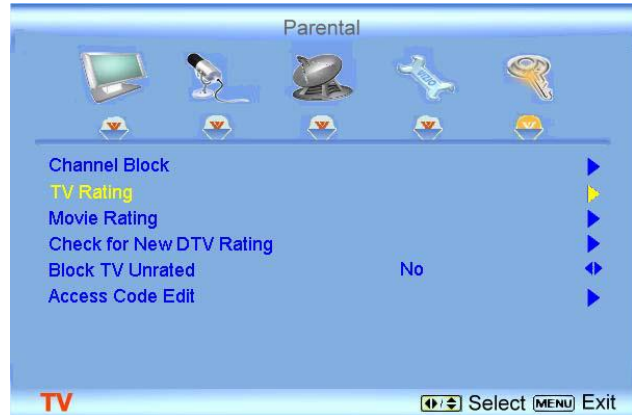 Parental
VIZIO
Channel Block
TV Rating
Movie Rating
Check for New DTV Rating
Block TV Unrated No
Access Code Edit
TV Select MENU Exit